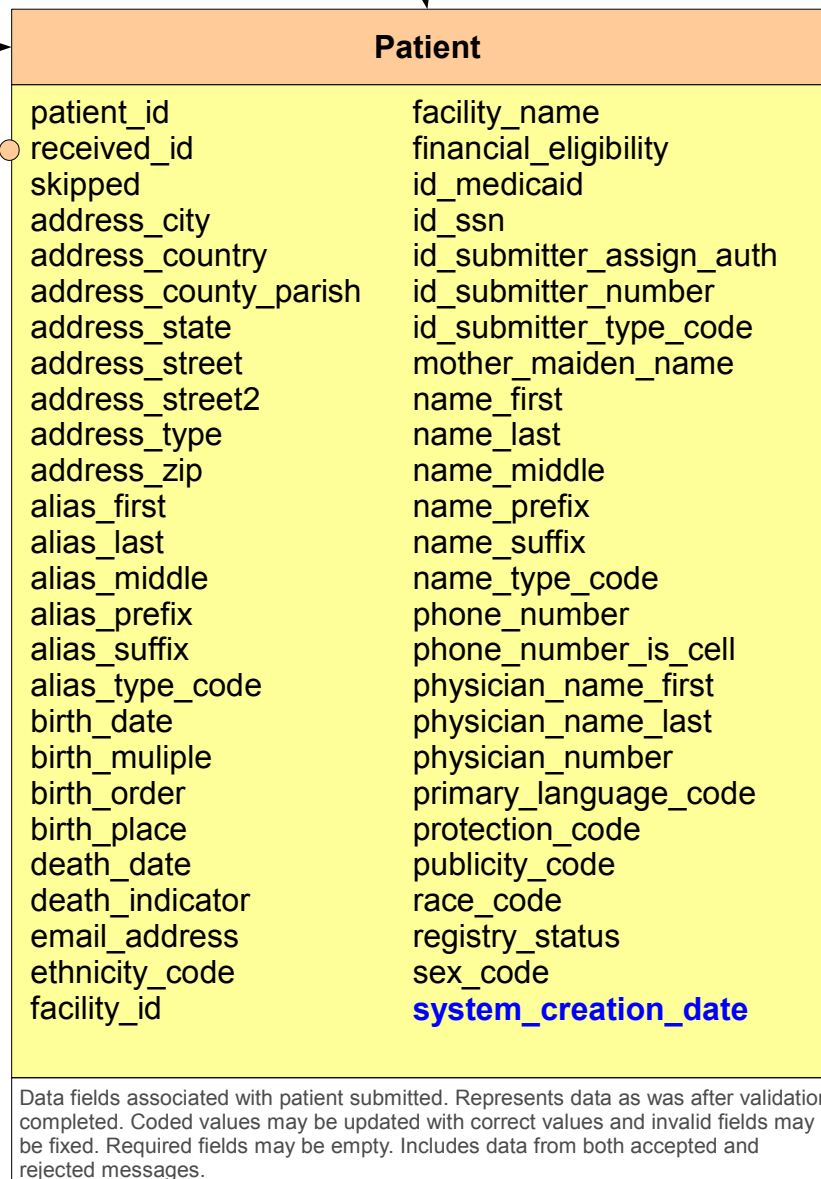 Patient
patient_id
received_id
skipped
address_city
address_country
address_county_parish
address_state
address_street
address_street2
address_type
address_zip
alias_first
alias_last
alias_middle
alias_prefix
alias_suffix
alias_type_code
birth_date
birth_muliple
birth_order
birth_place
death_date
death_indicator
email_address
ethnicity_code
facility_id
facility_name
financial_eligibility
id_medicaid
id_ssn
id_submitter_assign_auth
id_submitter_number
id_submitter_type_code
mother_maiden_name
name_first
name_last
name_middle
name_prefix
name_suffix
name_type_code
phone_number
phone_number_is_cell
physician_name_first
physician_name_last
physician_number
primary_language_code
protection_code
publicity_code
race_code
registry_status
sex_code
system_creation_date
Data fields associated with patient submitted. Represents data as was after validation
completed. Coded values may be updated with correct values and invalid fields may
be fixed. Required fields may be empty. Includes data from both accepted and
rejected messages.